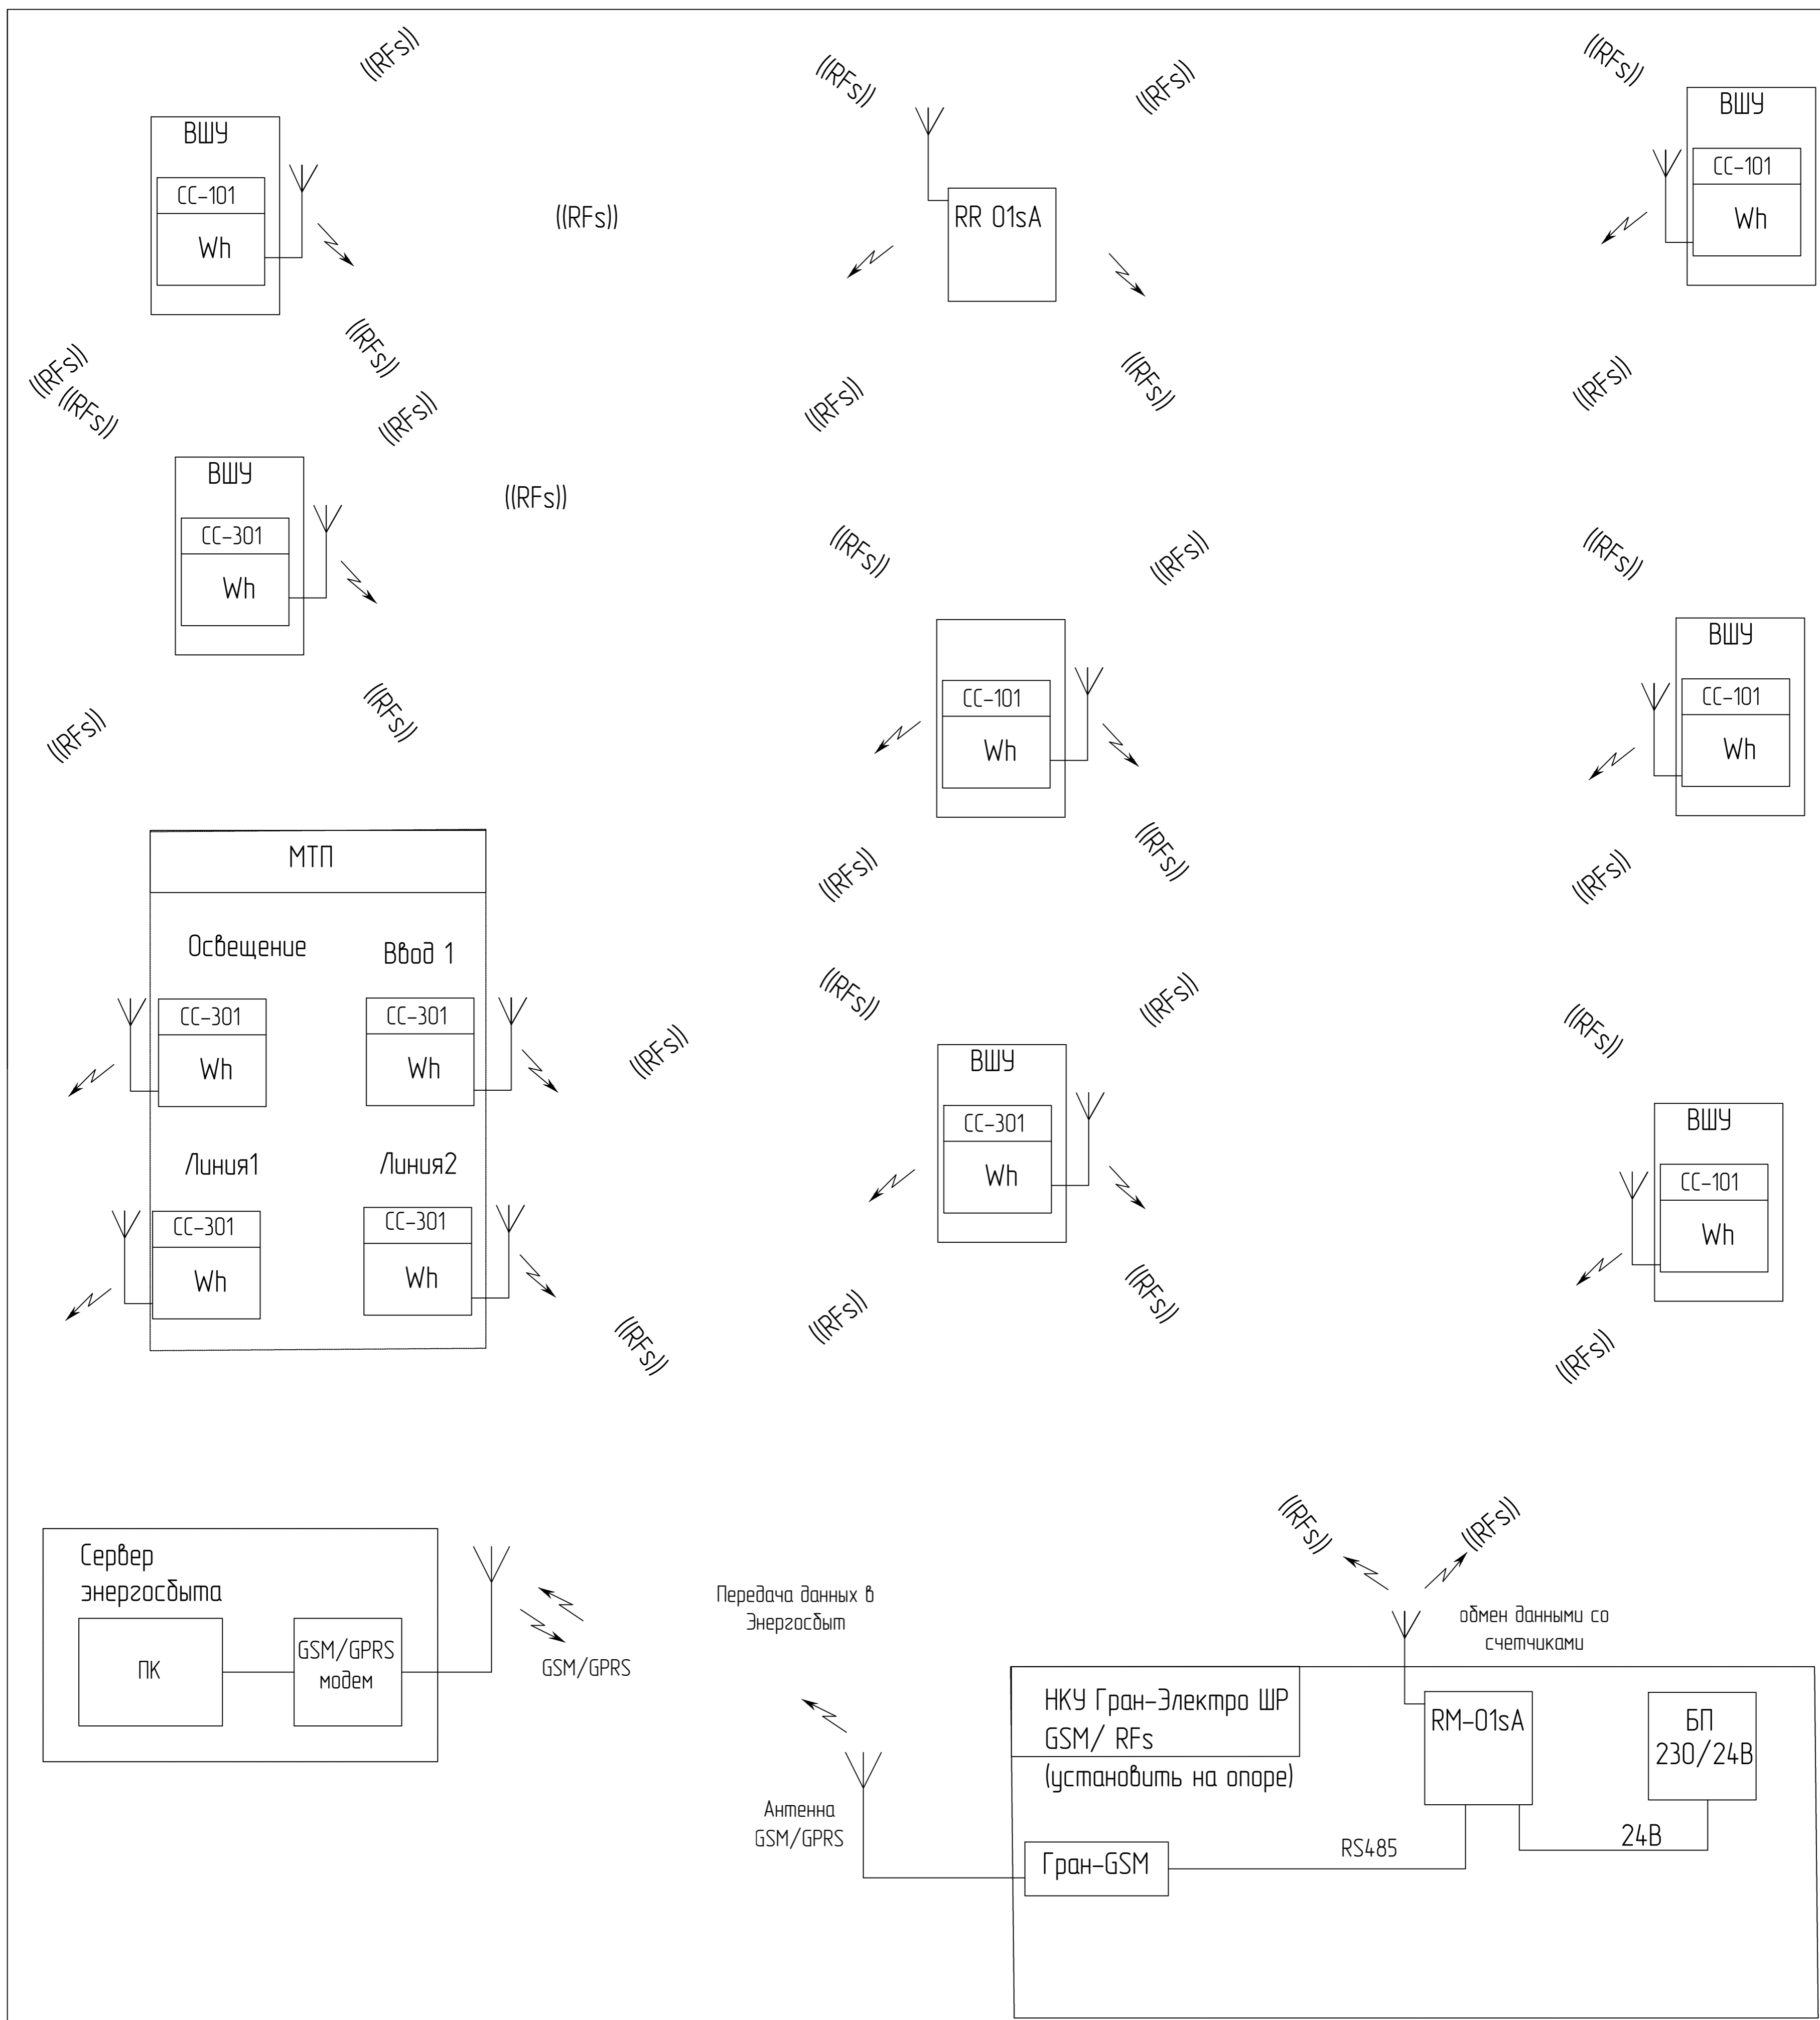 ((RFs))
((RFs))
((RFs))
((RFs))
ВШУ
СС-101
Wh
((RFs))
RR 01sA
ВШУ
СС-101
Wh
((RFs))
((RFs))
((RFs))
((RFs))
((RFs))
((RFs))
((RFs))
((RFs))
ВШУ
СС-301
Wh
((RFs))
((RFs))
((RFs))
((RFs))
((RFs))
((RFs))
СС-101
Wh
ВШУ
СС-101
Wh
((RFs))
((RFs))
((RFs))
МТП
Освещение
Ввод 1
СС-301
Wh
СС-301
Wh
Линия1
Линия2
СС-301
Wh
СС-301
Wh
((RFs))
((RFs))
((RFs))
((RFs))
((RFs))
ВШУ
СС-301
Wh
ВШУ
СС-101
Wh
((RFs))
((RFs))
((RFs))
((RFs))
Сервер
энергосбыта
ПК
GSM/GPRS
модем
GSM/GPRS
Передача данных в
Энергосбыт
((RFs))
((RFs))
обмен данными со
счетчиками
НКУ Гран-Электро ШР
GSM/ RFs
(установить на опоре)
RM-01sA
БП
230/24В
Антенна
GSM/GPRS
Гран-GSM
RS485
24В